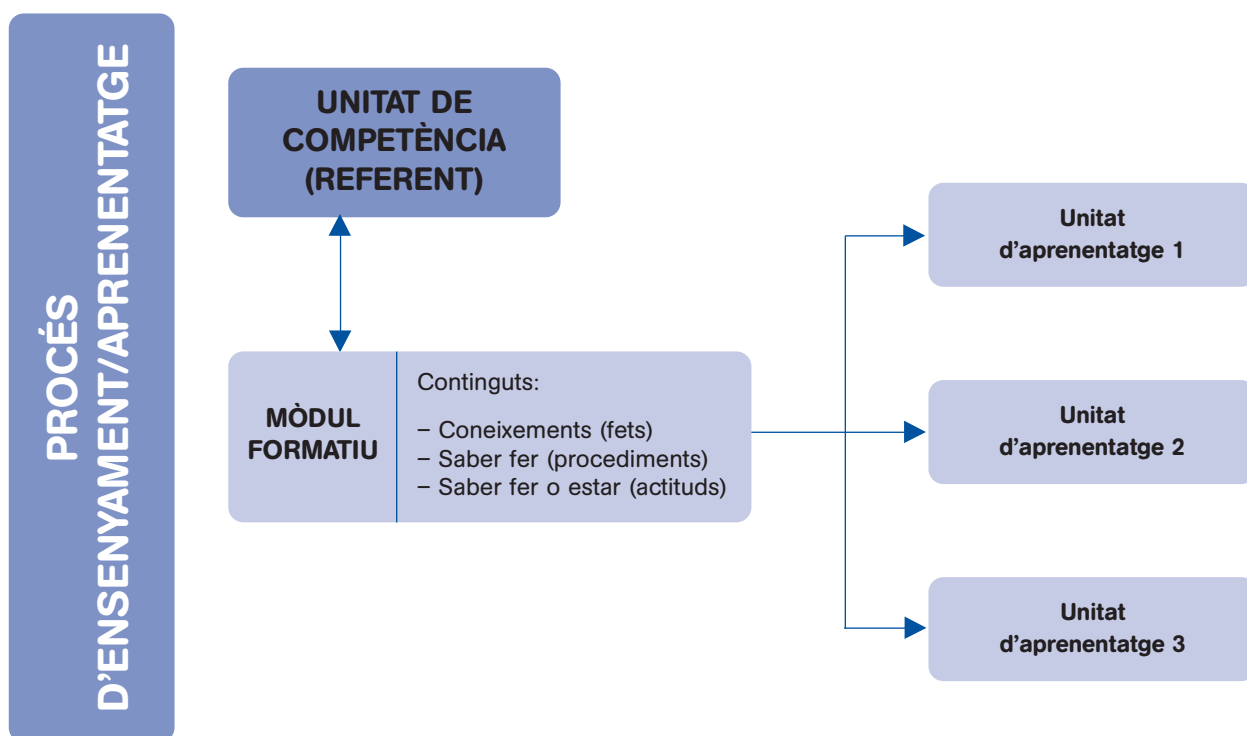 PROCÉS
D'ENSENYAMENT/APRENENTATGE
UNITAT DE
COMPETÈNCIA
(REFERENT)
MÒDUL
FORMATIU
Continguts:
– Coneixements (fets)
– Saber fer (procediments)
– Saber fer o estar (actituds)
Unitat
d'aprenentatge 1
Unitat
d'aprenentatge 2
Unitat
d'aprenentatge 3